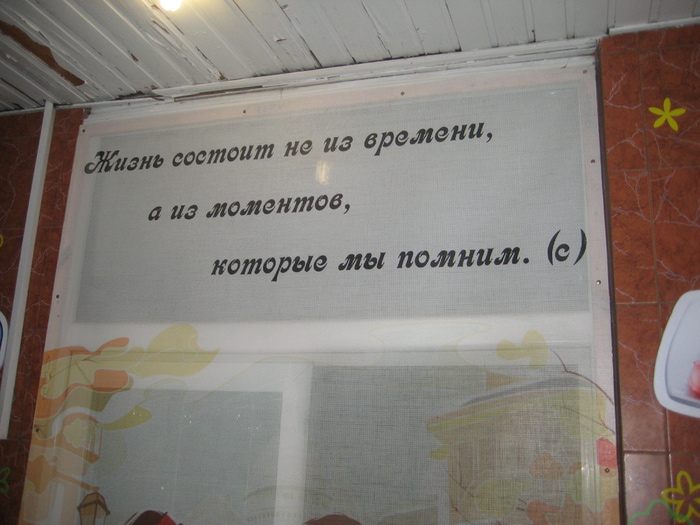 Жизнь состоит не из времени,
а из моментов,
которые мы помним. (с)